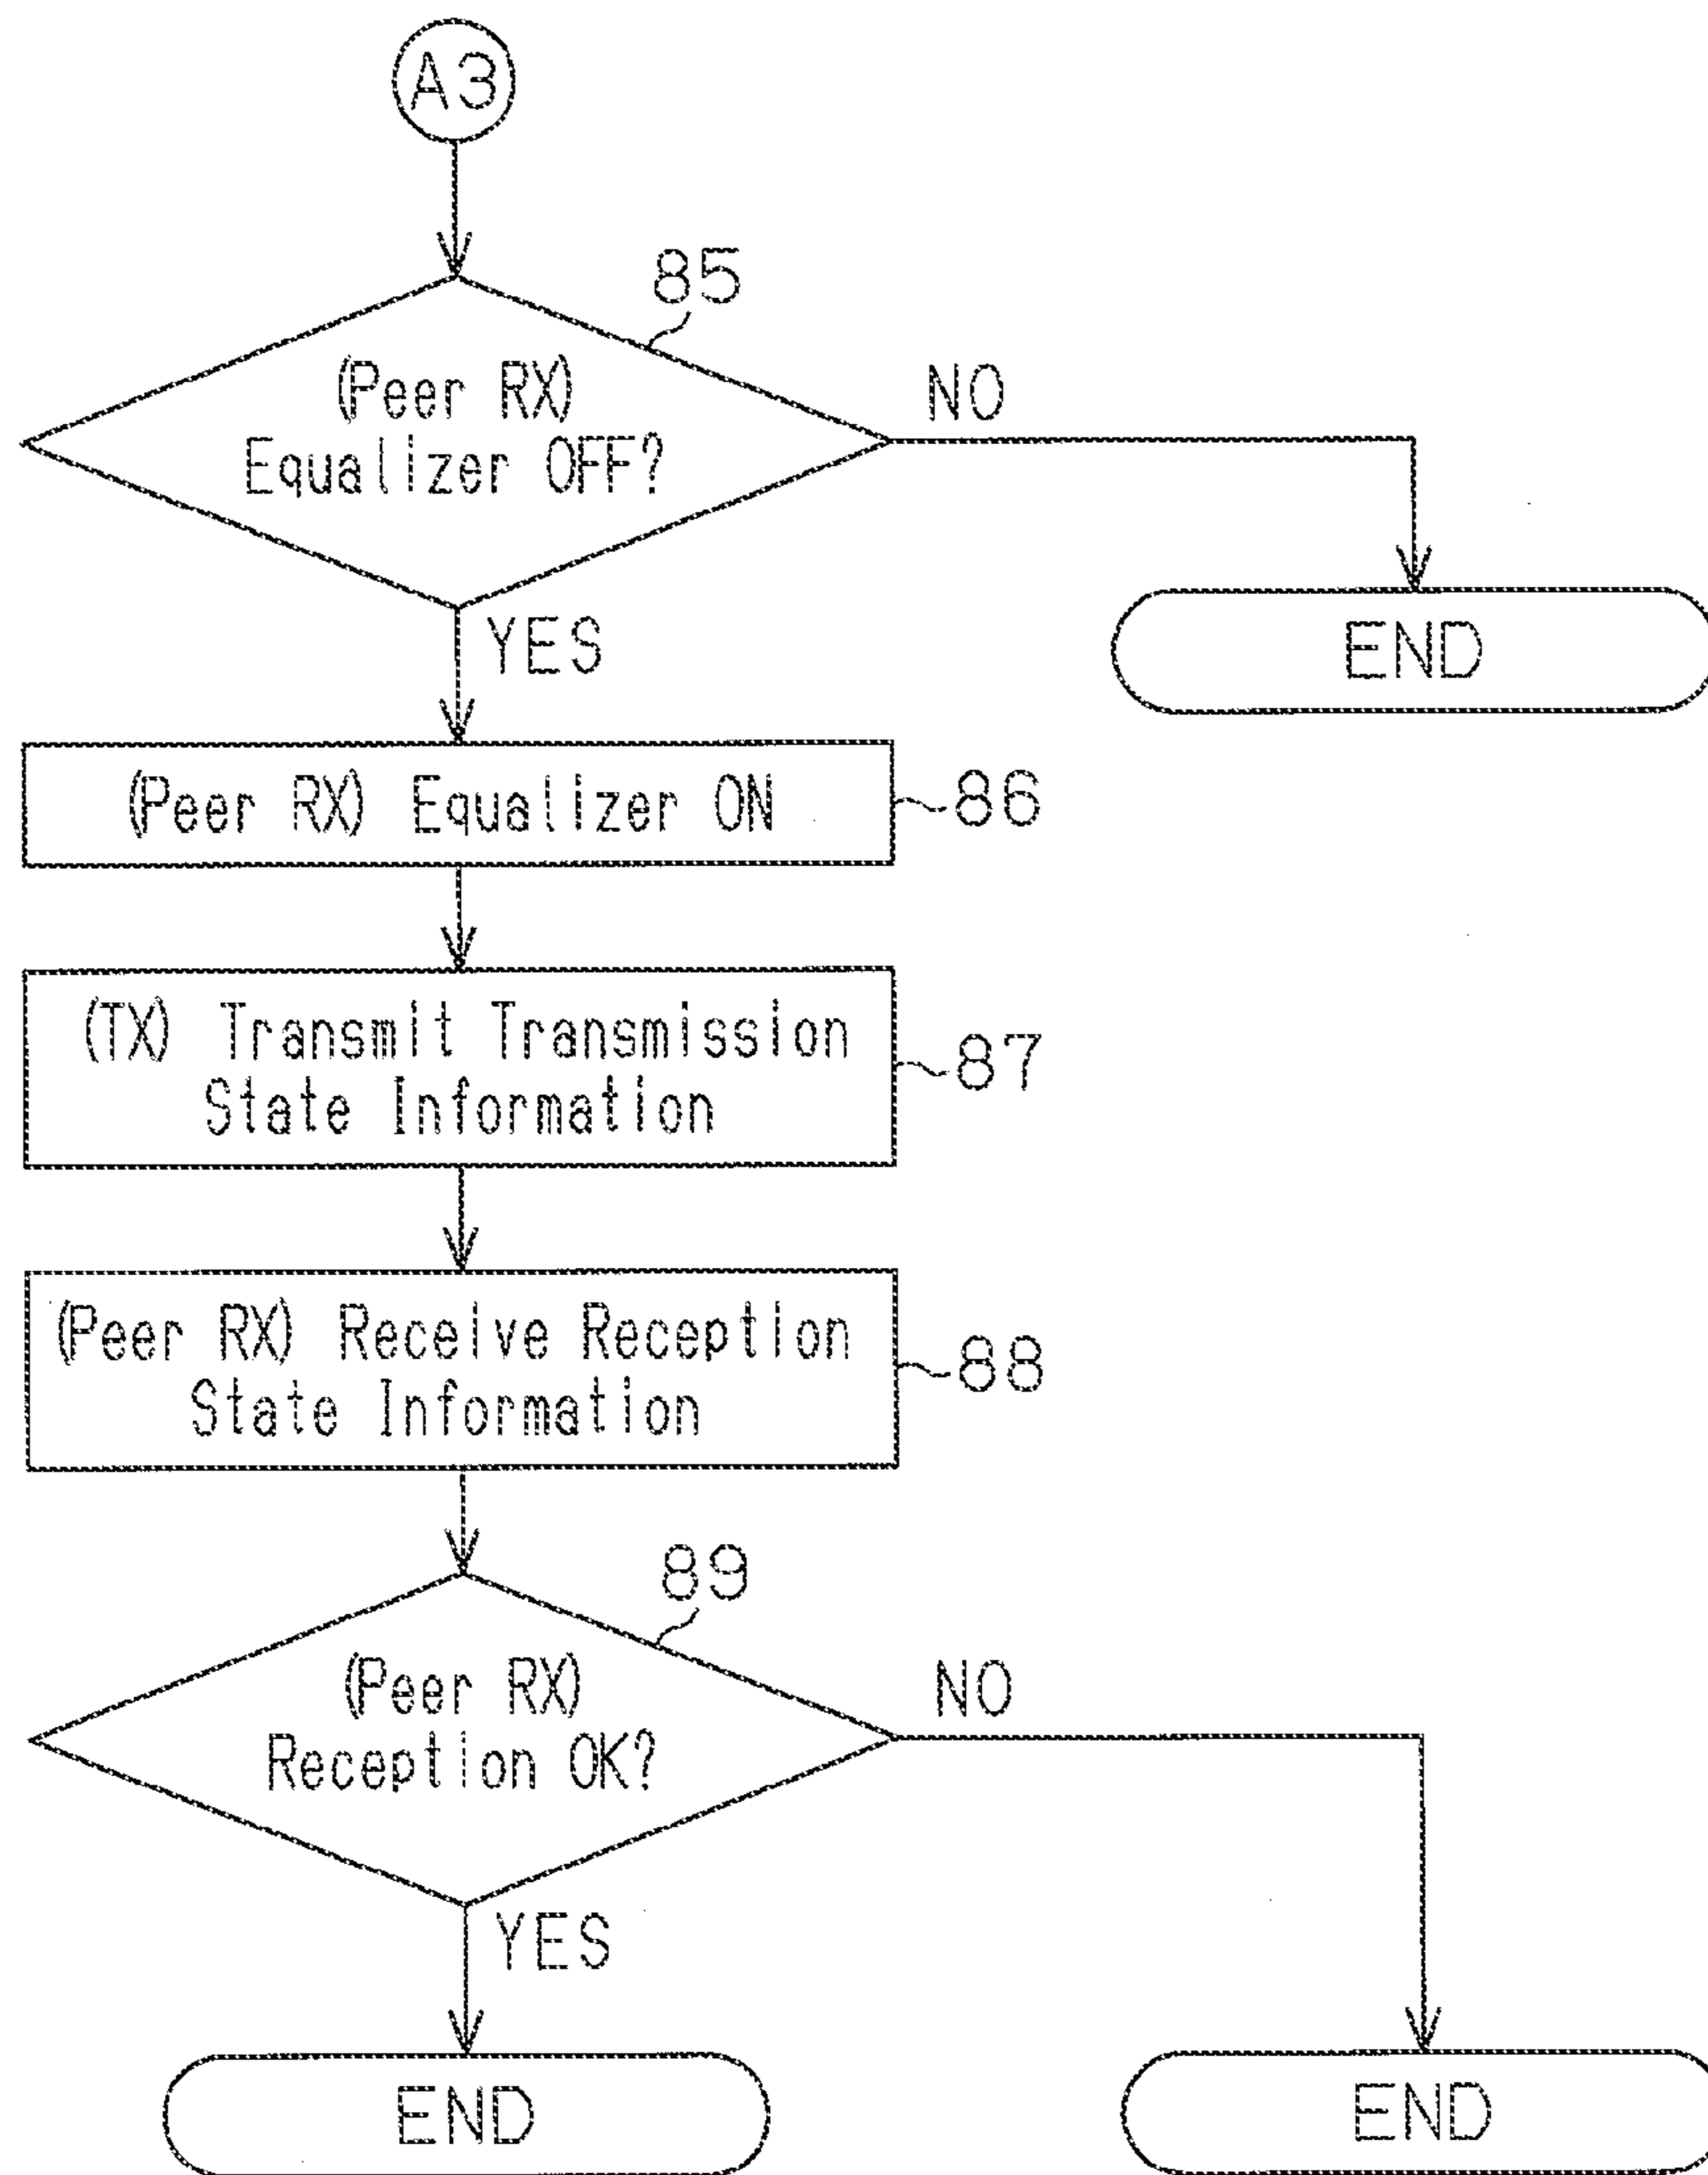 A3
85
(Peer RX)
Equalizer OFF?
NO
END
YES
(Peer RX) Equalizer ON
86
(TX) Transmit Transmission
State Information
87
(Peer RX) Receive Reception
State Information
88
89
(Peer RX)
Reception OK?
NO
YES
END
END